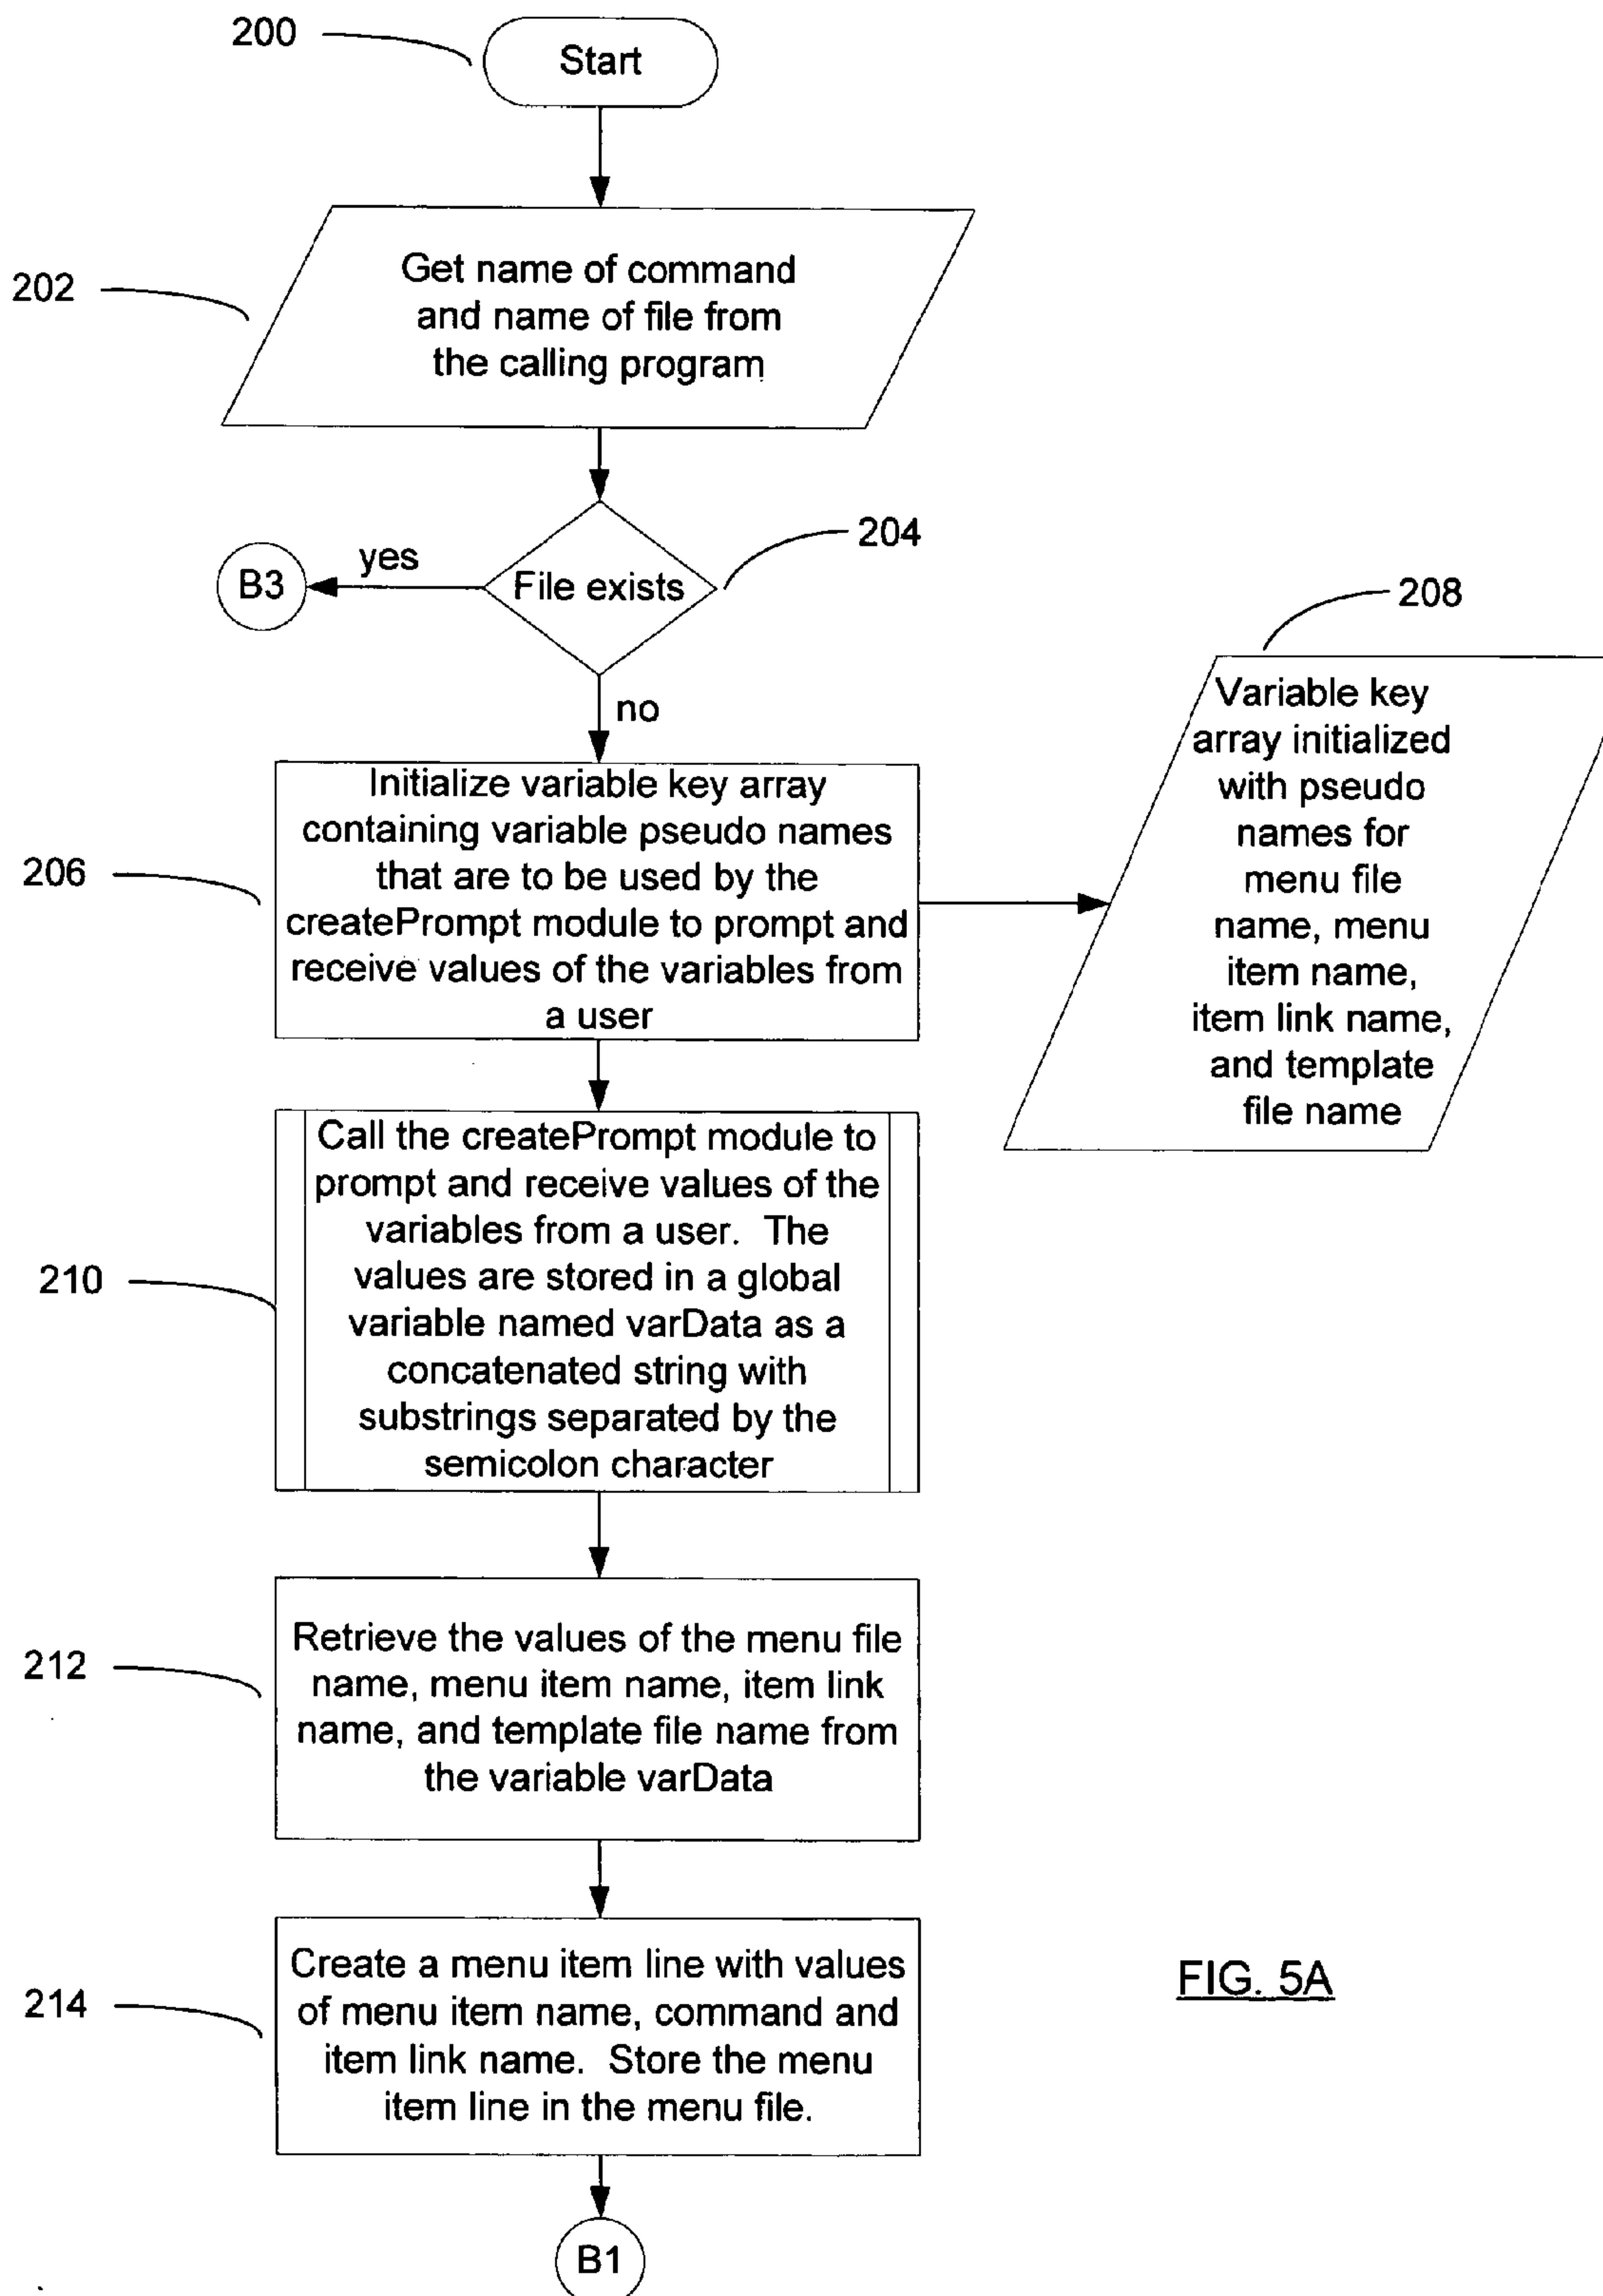 200
Start
202
Get name of command
and name of file from
the calling program
204
File exists
yes
B3
no
208
Variable key
array initialized
with pseudo
names for
menu file
name, menu
item name,
item link name,
and template
file name
206
Initialize variable key array
containing variable pseudo names
that are to be used by the
createPrompt module to prompt and
receive values of the variables from
a user
210
Call the createPrompt module to
prompt and receive values of the
variables from a user. The
values are stored in a global
variable named varData as a
concatenated string with
substrings separated by the
semicolon character
212
Retrieve the values of the menu file
name, menu item name, item link
name, and template file name from
the variable varData
214
Create a menu item line with values
of menu item name, command and
item link name. Store the menu
item line in the menu file.
B1
FIG. 5A